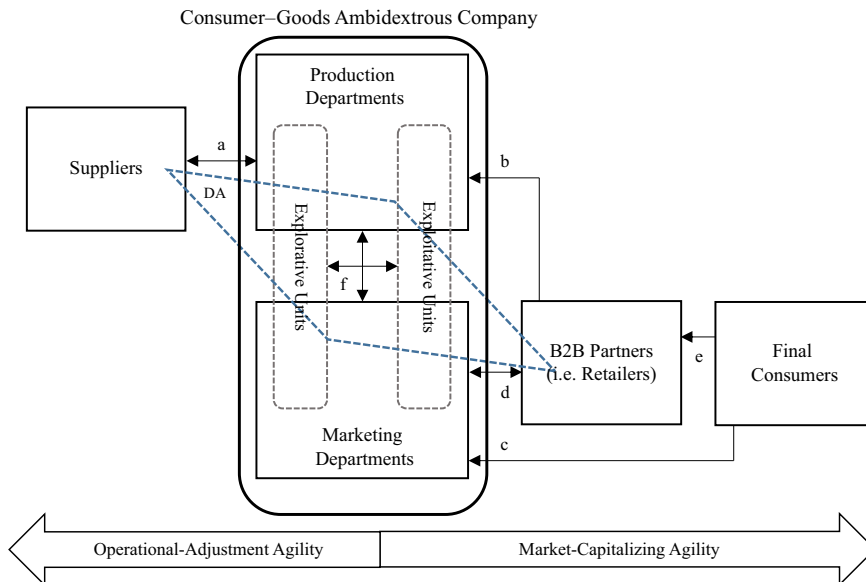 Consumer–Goods Ambidextrous Company
Production
Departments
Suppliers
a
b
DA
Explorative Units
Exploitative Units
f
B2B Partners
(i.e. Retailers)
e
Final
Consumers
d
Marketing
Departments
c
Operational-Adjustment Agility
Market-Capitalizing Agility